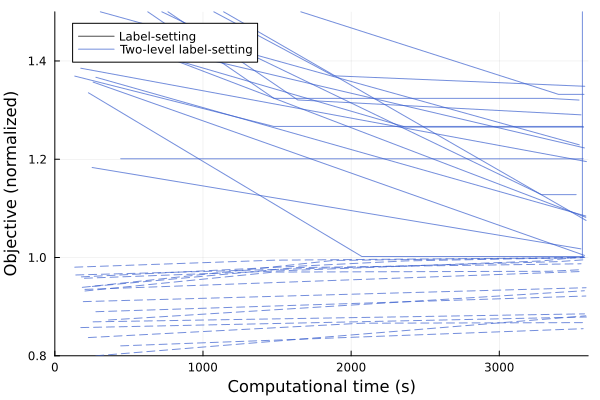 1.4
1.2
1.0
0.8
Objective (normalized)
Label-setting
Two-level label-setting
0
1000
2000
3000
Computational time (s)